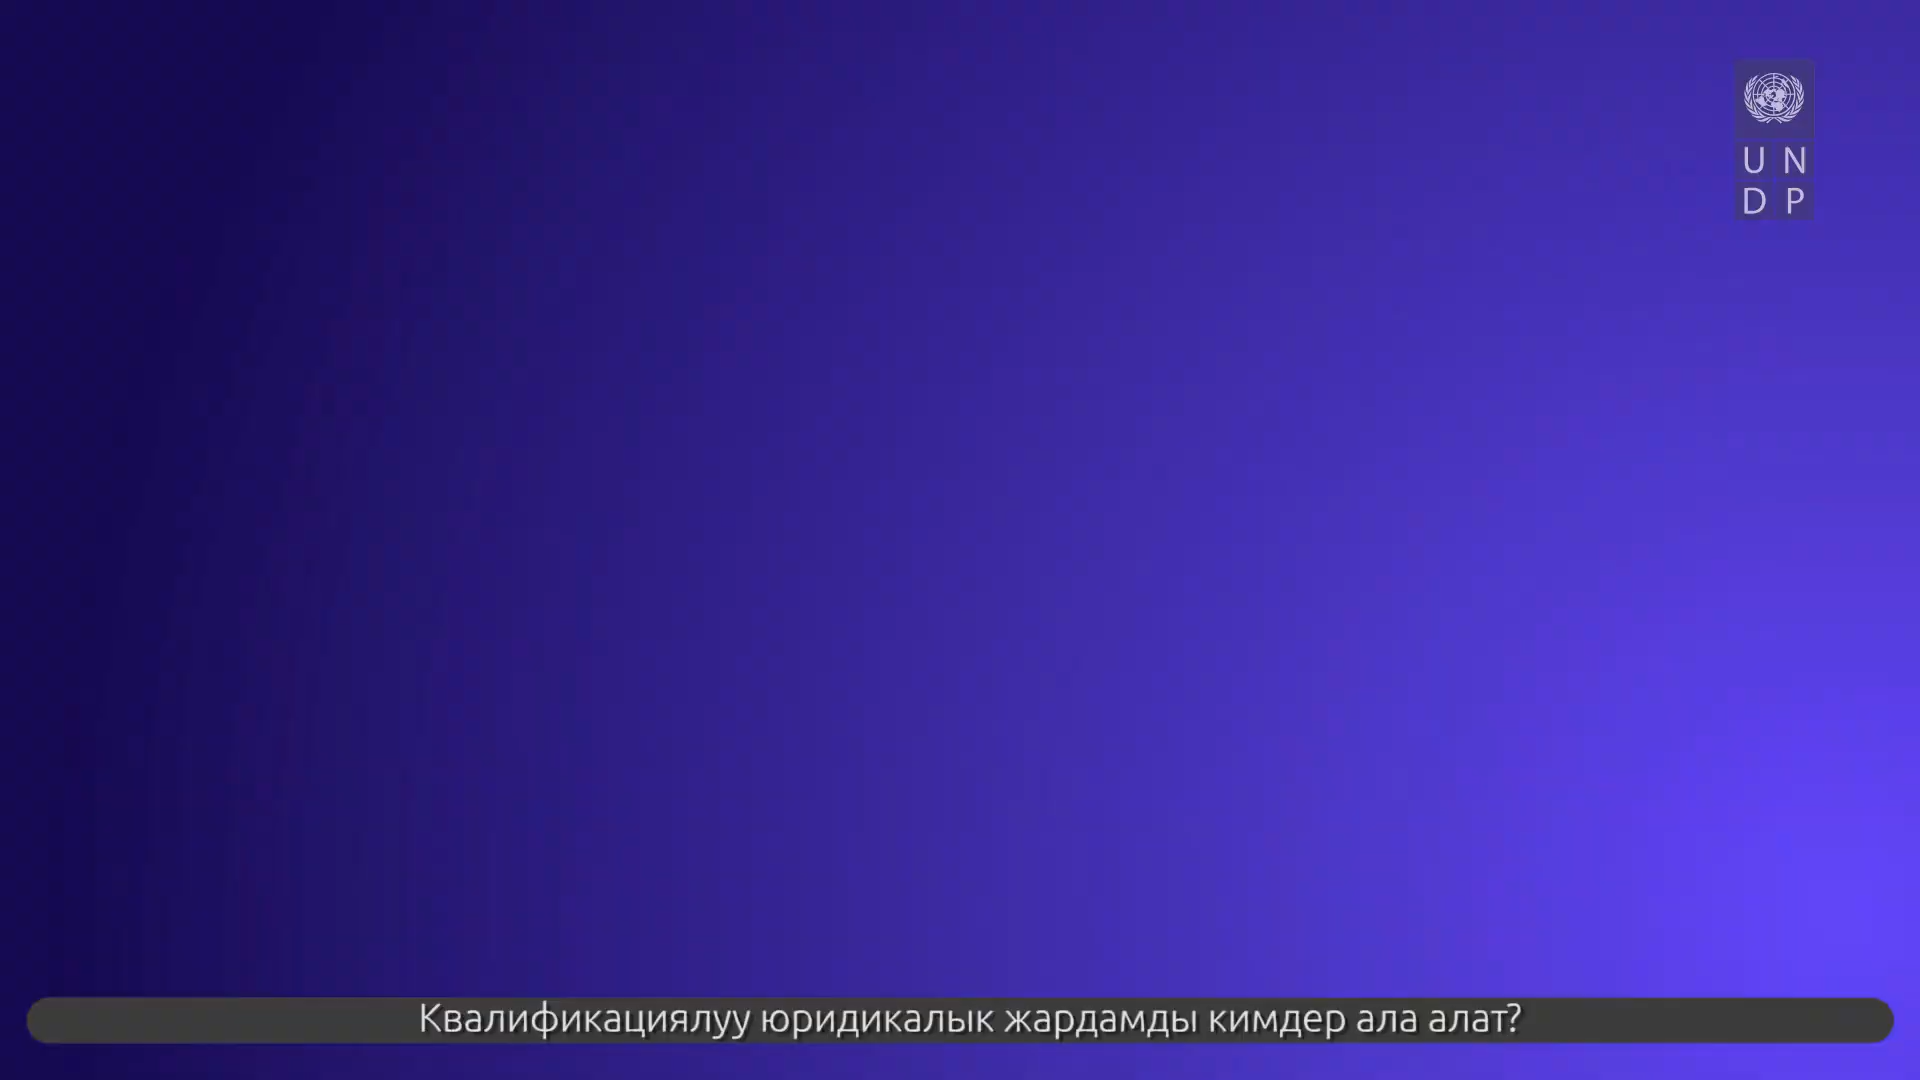 U N
D P
Квалификациялуу юридикалык жардамды кимдер ала алат?